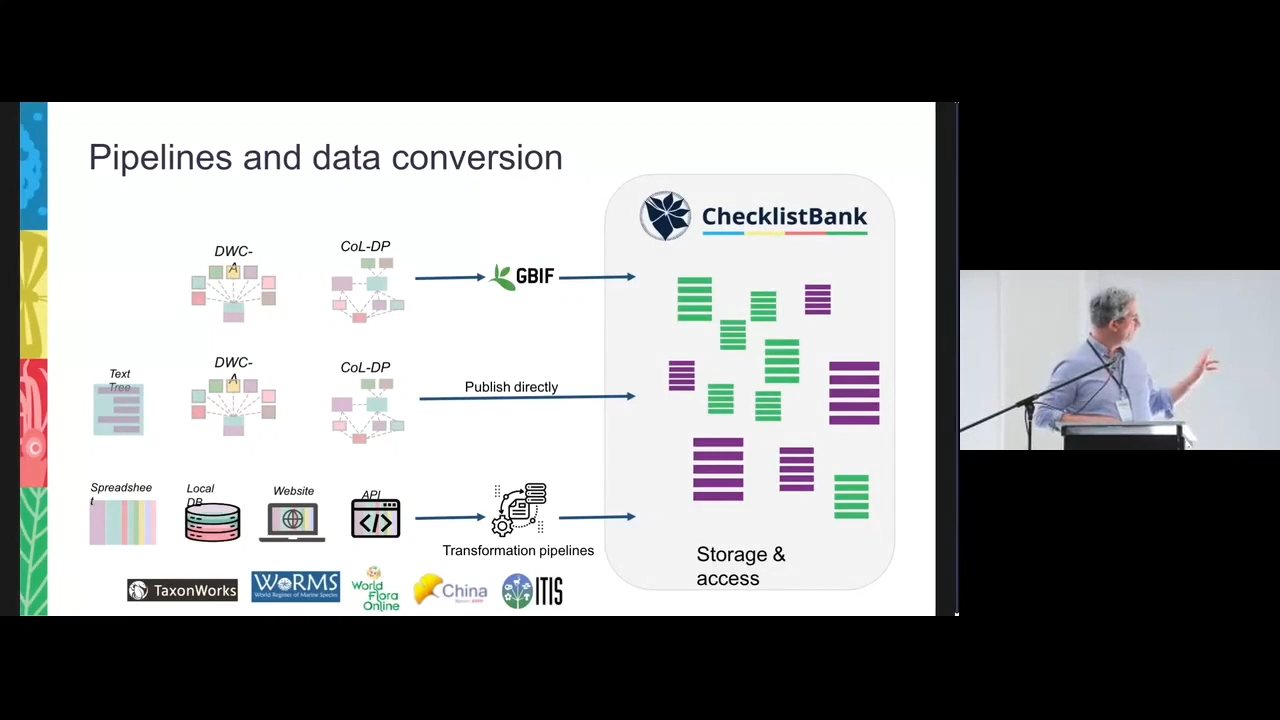 Pipelines and data conversion
ChecklistBank
DWC-
A
CoL-DP
GBIF
Text
Tree
DWC-
A
CoL-DP
Publish directly
Spreadshee
t
Local
DB
Website
API
Transformation pipelines
Storage &
access
TaxonWorks
WoRMS
World Register of Marine Species
World
Flora
Online
China
ITIS